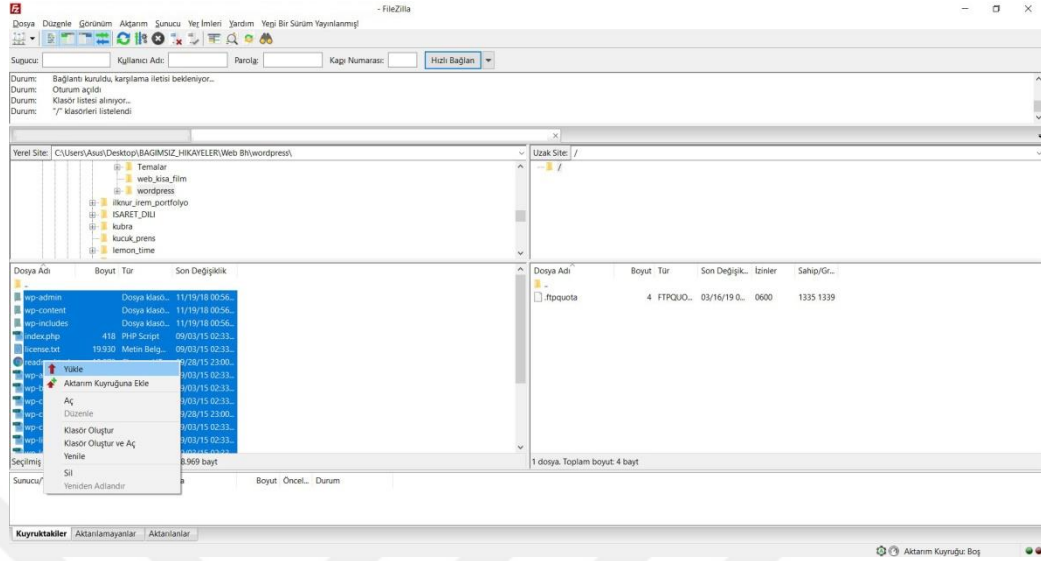 - FileZilla
Dosya Düzenle Görünüm Aktarım Sunucu Yer İmleri Yardım Yeni Bir Sürüm Yayınlanmış!
Sunucu: Kullanıcı Adı: Parola: Kapı Numarası: Hızlı Bağlan
Durum: Bağlantı kuruldu, karşılama iletisi bekleniyor...
Durum: Oturum açıldı
Durum: Klasör listesi alınıyor...
Durum: "/" klasörleri listelendi
Yerel Site: C:\Users\Asus\Desktop\BAGIMSIZ_HIKAYELER\Web Bh\wordpress\
Temalar
web_kisa_film
wordpress
ilknur_irem_portfolyo
ISARET_DILI
kubra
kucuk_prens
lemon_time
Uzak Site: /
/
Dosya Adı Boyut Tür Son Değişiklik
..
wp-admin Dosya klasö... 11/19/18 00:56...
wp-content Dosya klasö... 11/19/18 00:56...
wp-includes Dosya klasö... 11/19/18 00:56...
index.php 418 PHP Script 09/03/15 02:33...
license.txt 19.930 Metin Belg... 09/03/15 02:33...
Yükle
Aktarım Kuyruğuna Ekle
Aç
Düzenle
Klasör Oluştur
Klasör Oluştur ve Aç
Yenile
Sil
Yeniden Adlandır
Seçilmiş 8.969 bayt
Dosya Adı Boyut Tür Son Değişik... İzinler Sahip/Gr...
..
.ftpquota 4 FTPQUO... 03/16/19 0... 0600 1335 1339
1 dosya. Toplam boyut: 4 bayt
Sunucu/ Boyut Öncel... Durum
Kuyruktakiler Aktarılamayanlar Aktarılanlar
Aktarım Kuyruğu: Boş